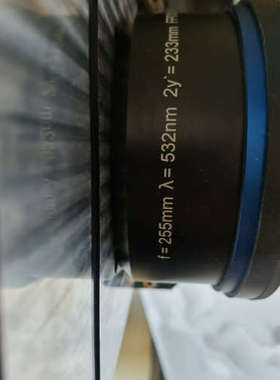 f = 255mm λ = 532nm 2y' = 233mm